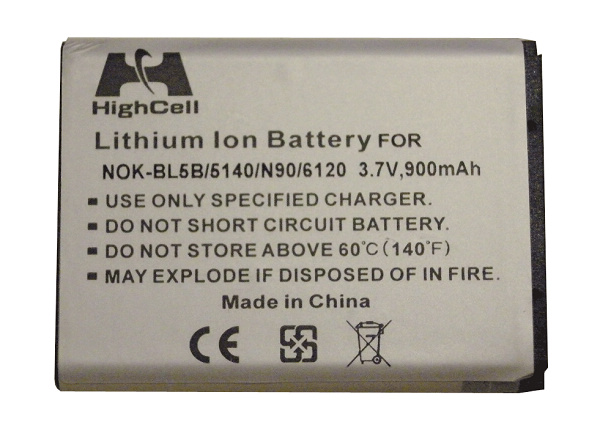 HighCell
Lithium Ion Battery FOR
NOK-BL5B/5140/N90/6120 3.7V,900mAh
▪ USE ONLY SPECIFIED CHARGER.
▪ DO NOT SHORT CIRCUIT BATTERY.
▪ DO NOT STORE ABOVE 60℃(140℉)
▪ MAY EXPLODE IF DISPOSED OF IN FIRE.
Made in China
CE